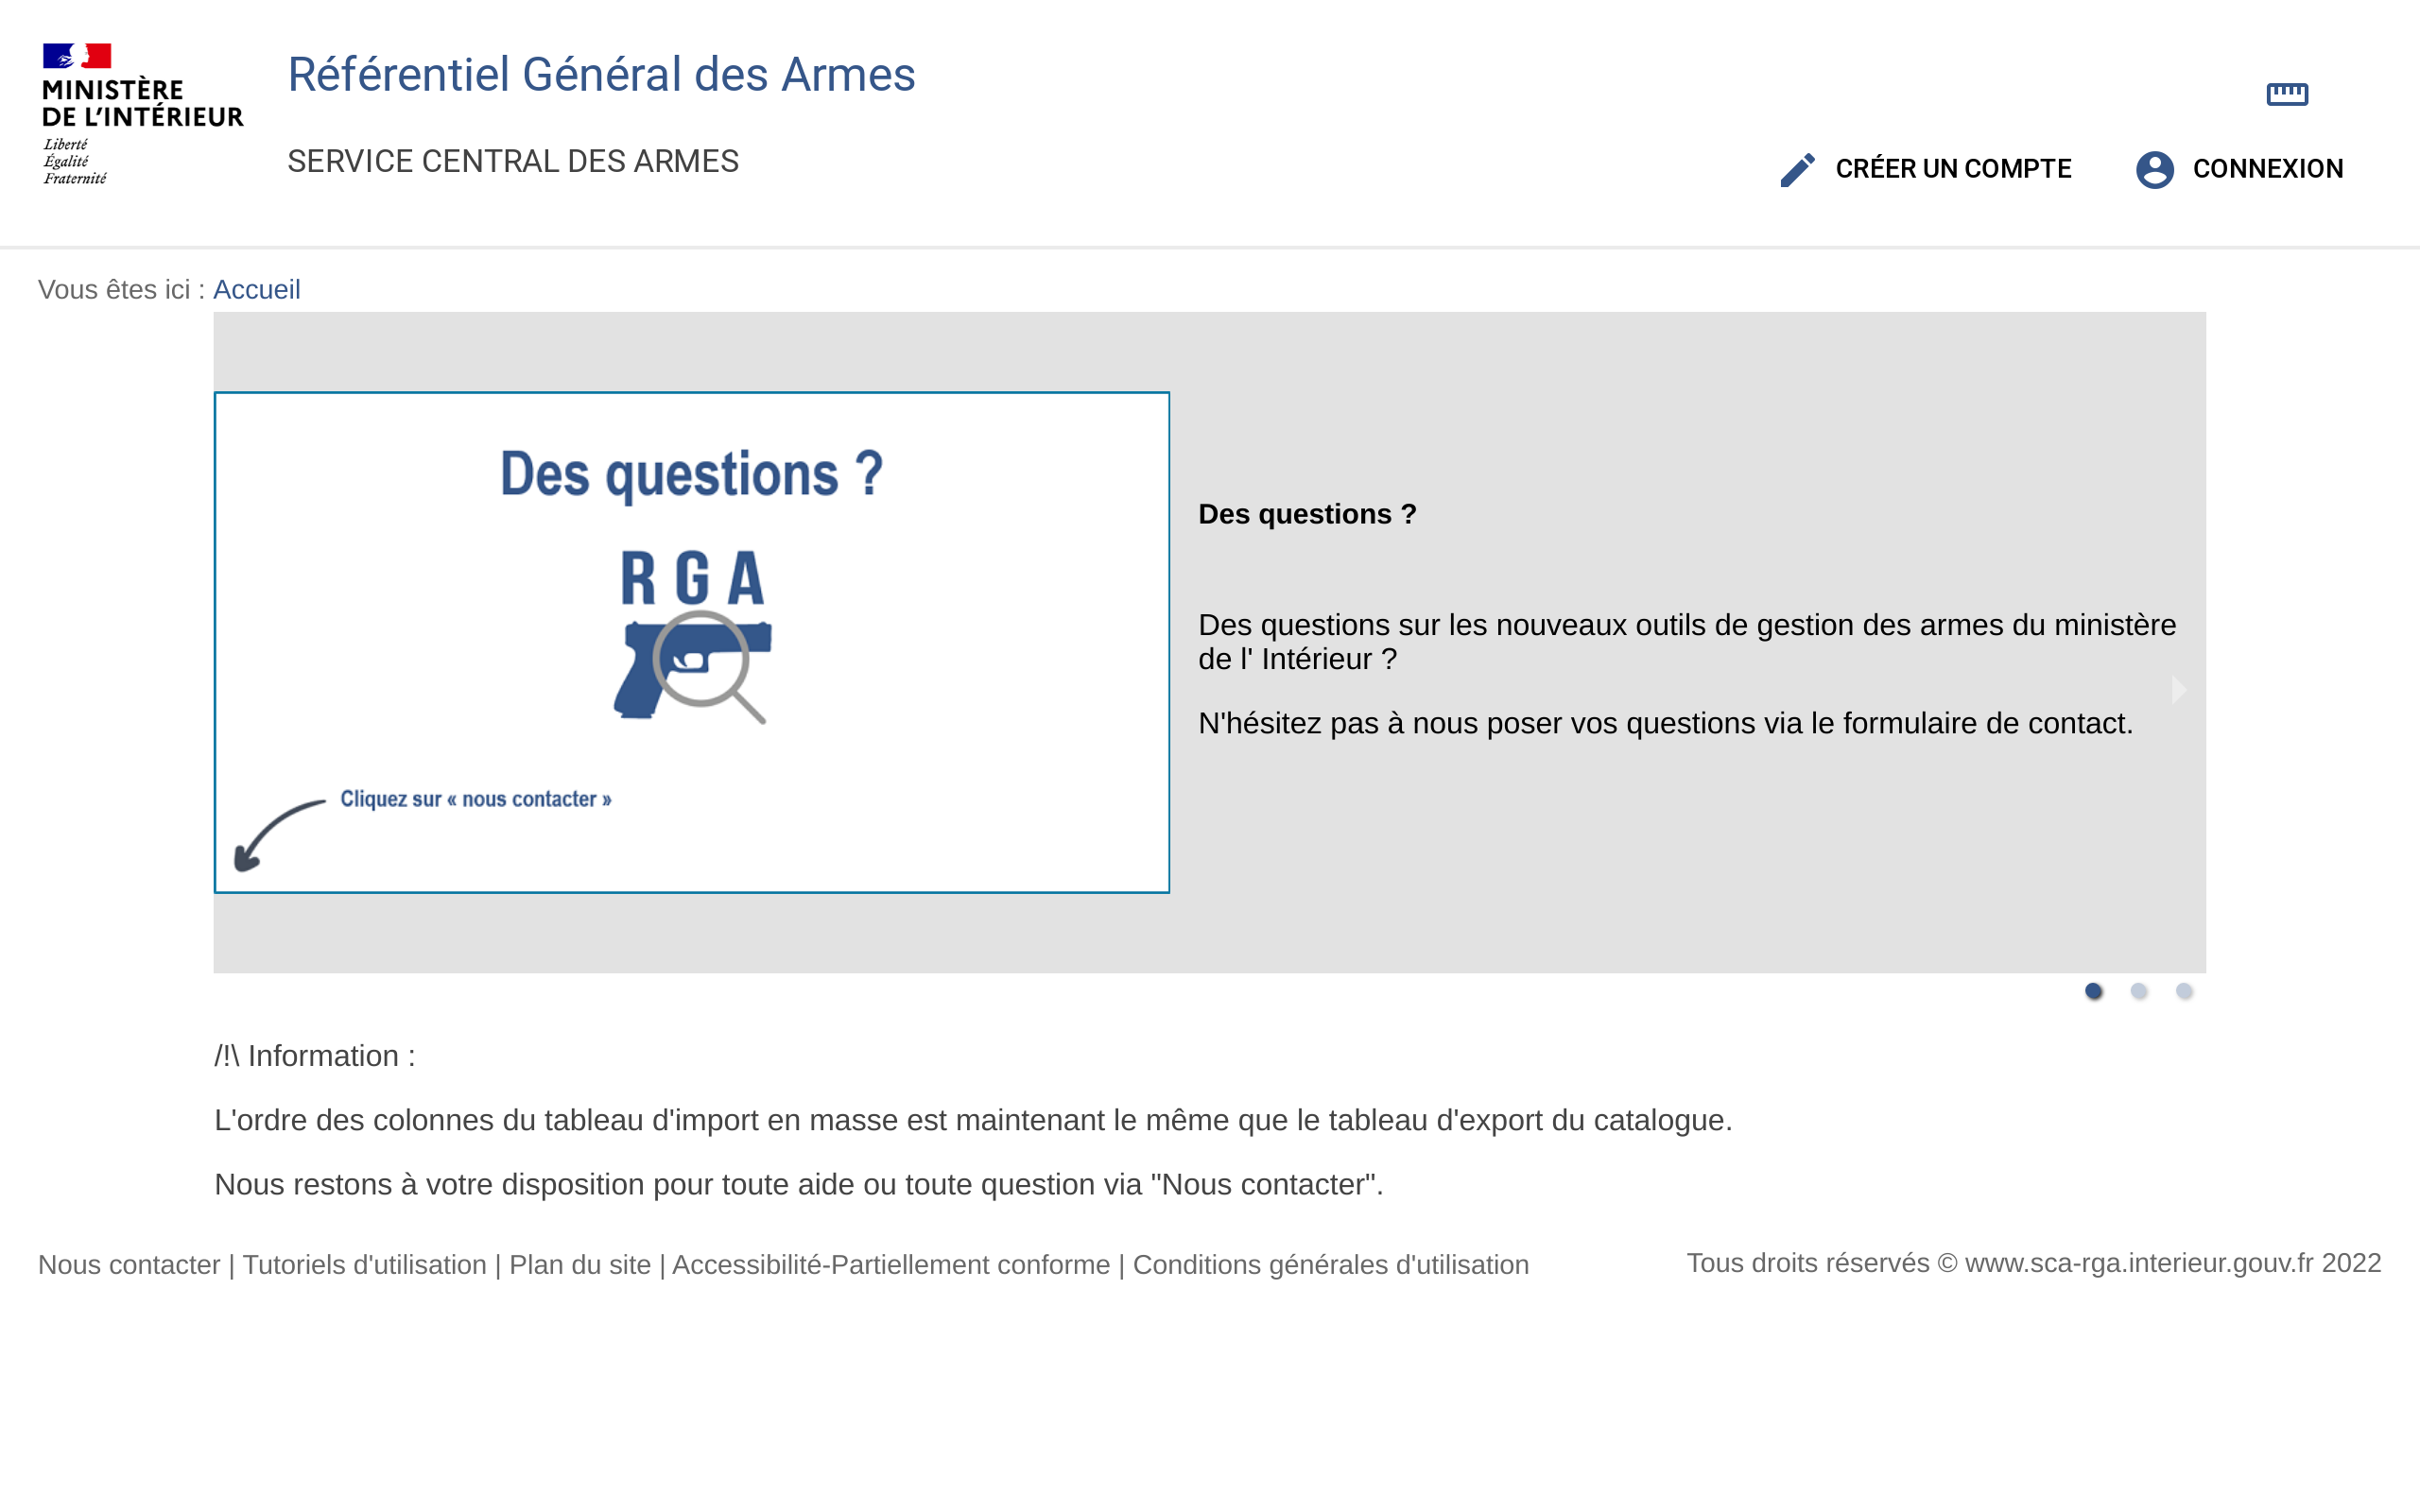 MINISTÈRE
DE L'INTÉRIEUR
Liberté
Égalité
Fraternité
Référentiel Général des Armes
SERVICE CENTRAL DES ARMES
CRÉER UN COMPTE
CONNEXION
Vous êtes ici : Accueil
Des questions ?
R G A
Cliquez sur « nous contacter »
Des questions ?
Des questions sur les nouveaux outils de gestion des armes du ministère
de l' Intérieur ?
N'hésitez pas à nous poser vos questions via le formulaire de contact.
/!\ Information :
L'ordre des colonnes du tableau d'import en masse est maintenant le même que le tableau d'export du catalogue.
Nous restons à votre disposition pour toute aide ou toute question via "Nous contacter".
Nous contacter | Tutoriels d'utilisation | Plan du site | Accessibilité-Partiellement conforme | Conditions générales d'utilisation
Tous droits réservés © www.sca-rga.interieur.gouv.fr 2022